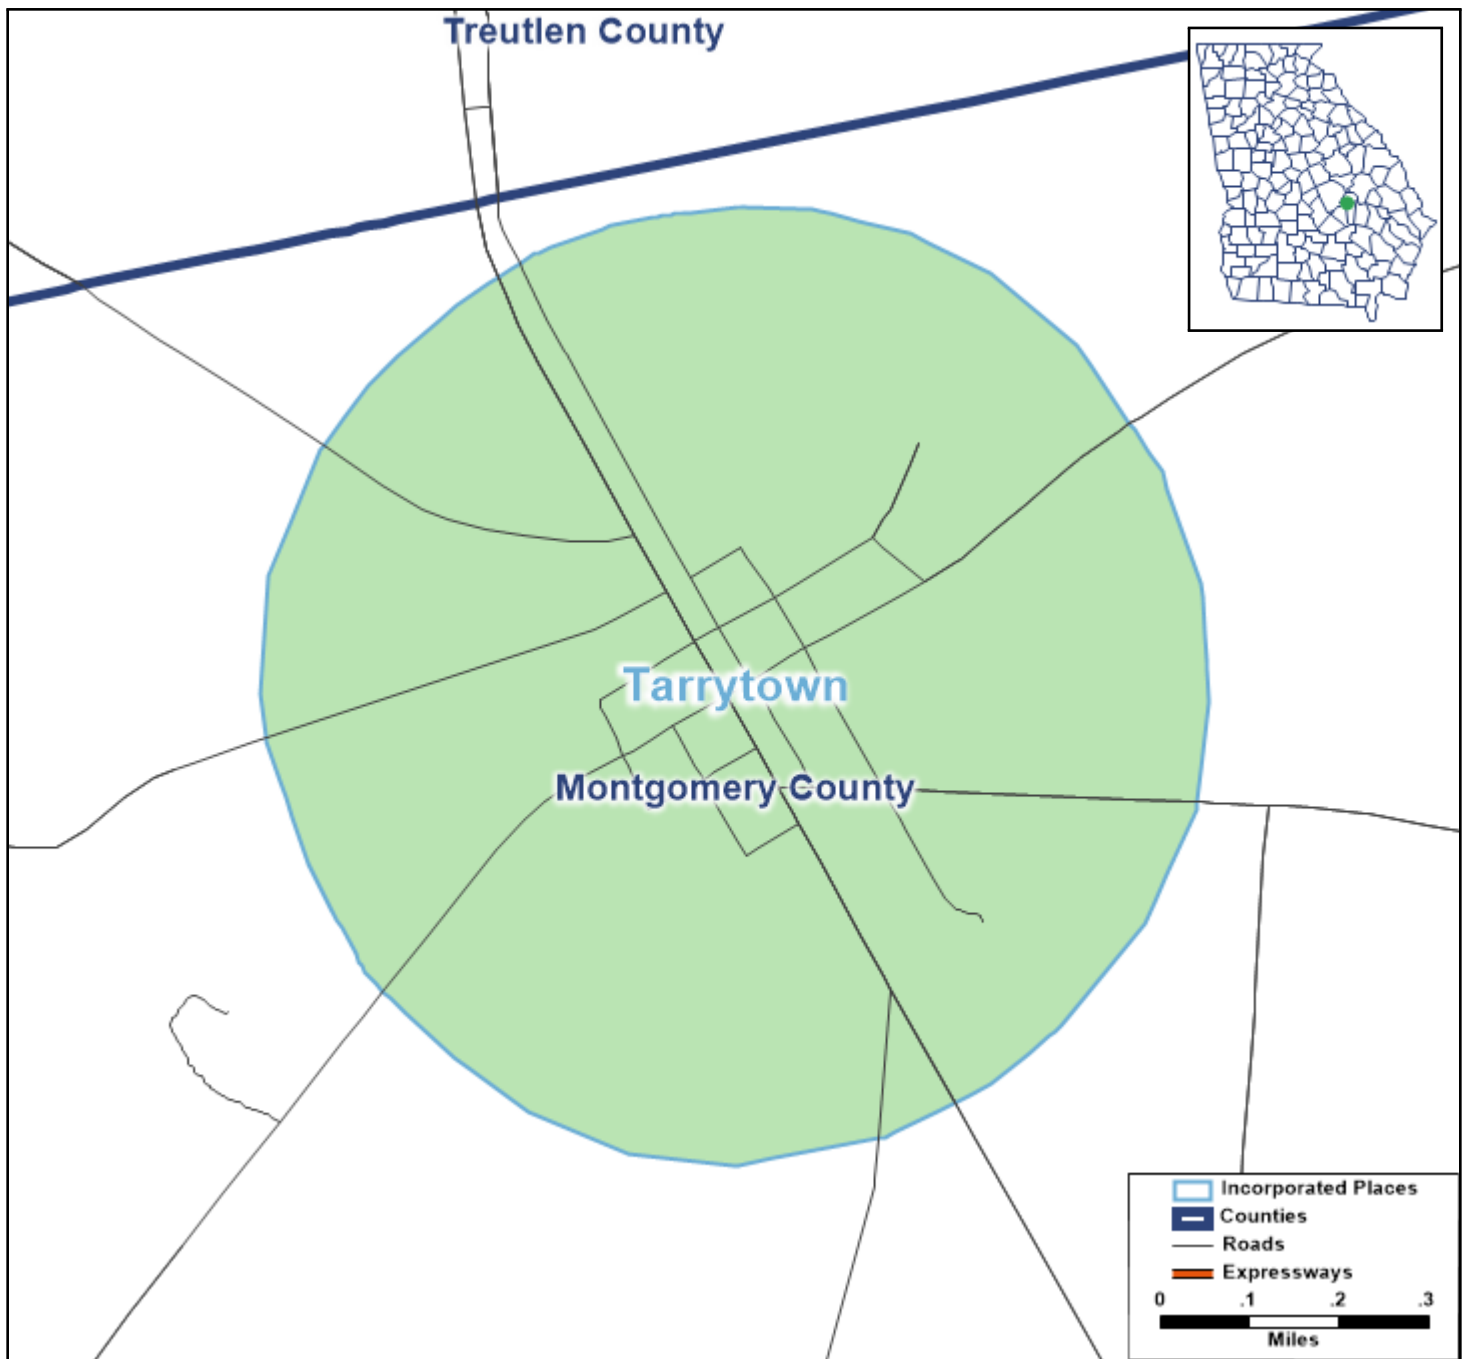 Treutlen County
Tarrytown
Montgomery County
Incorporated Places
Counties
Roads
Expressways
0 .1 .2 .3
Miles